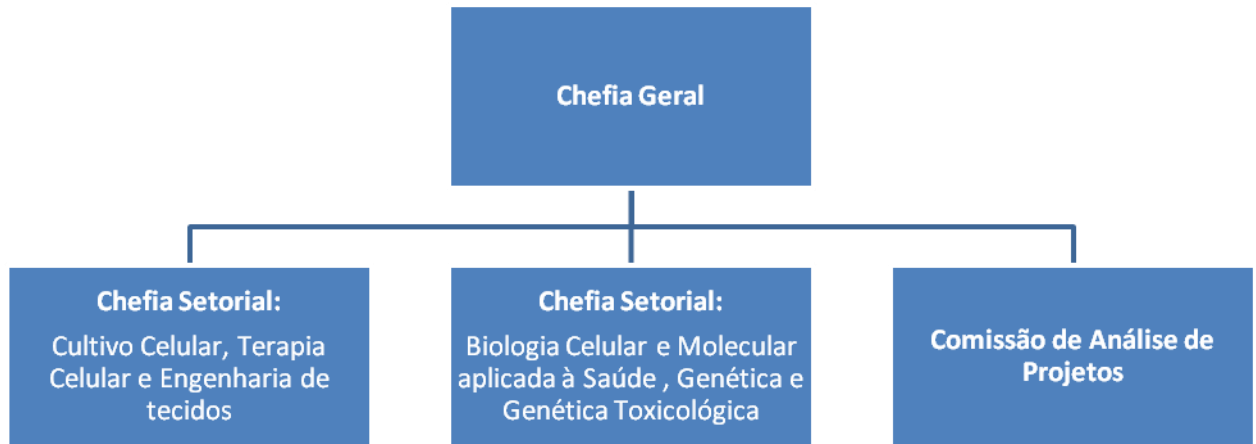 Chefia Geral
Chefia Setorial:
Cultivo Celular, Terapia
Celular e Engenharia de
tecidos
Chefia Setorial:
Biologia Celular e Molecular
aplicada à Saúde , Genética e
Genética Toxicológica
Comissão de Análise de
Projetos